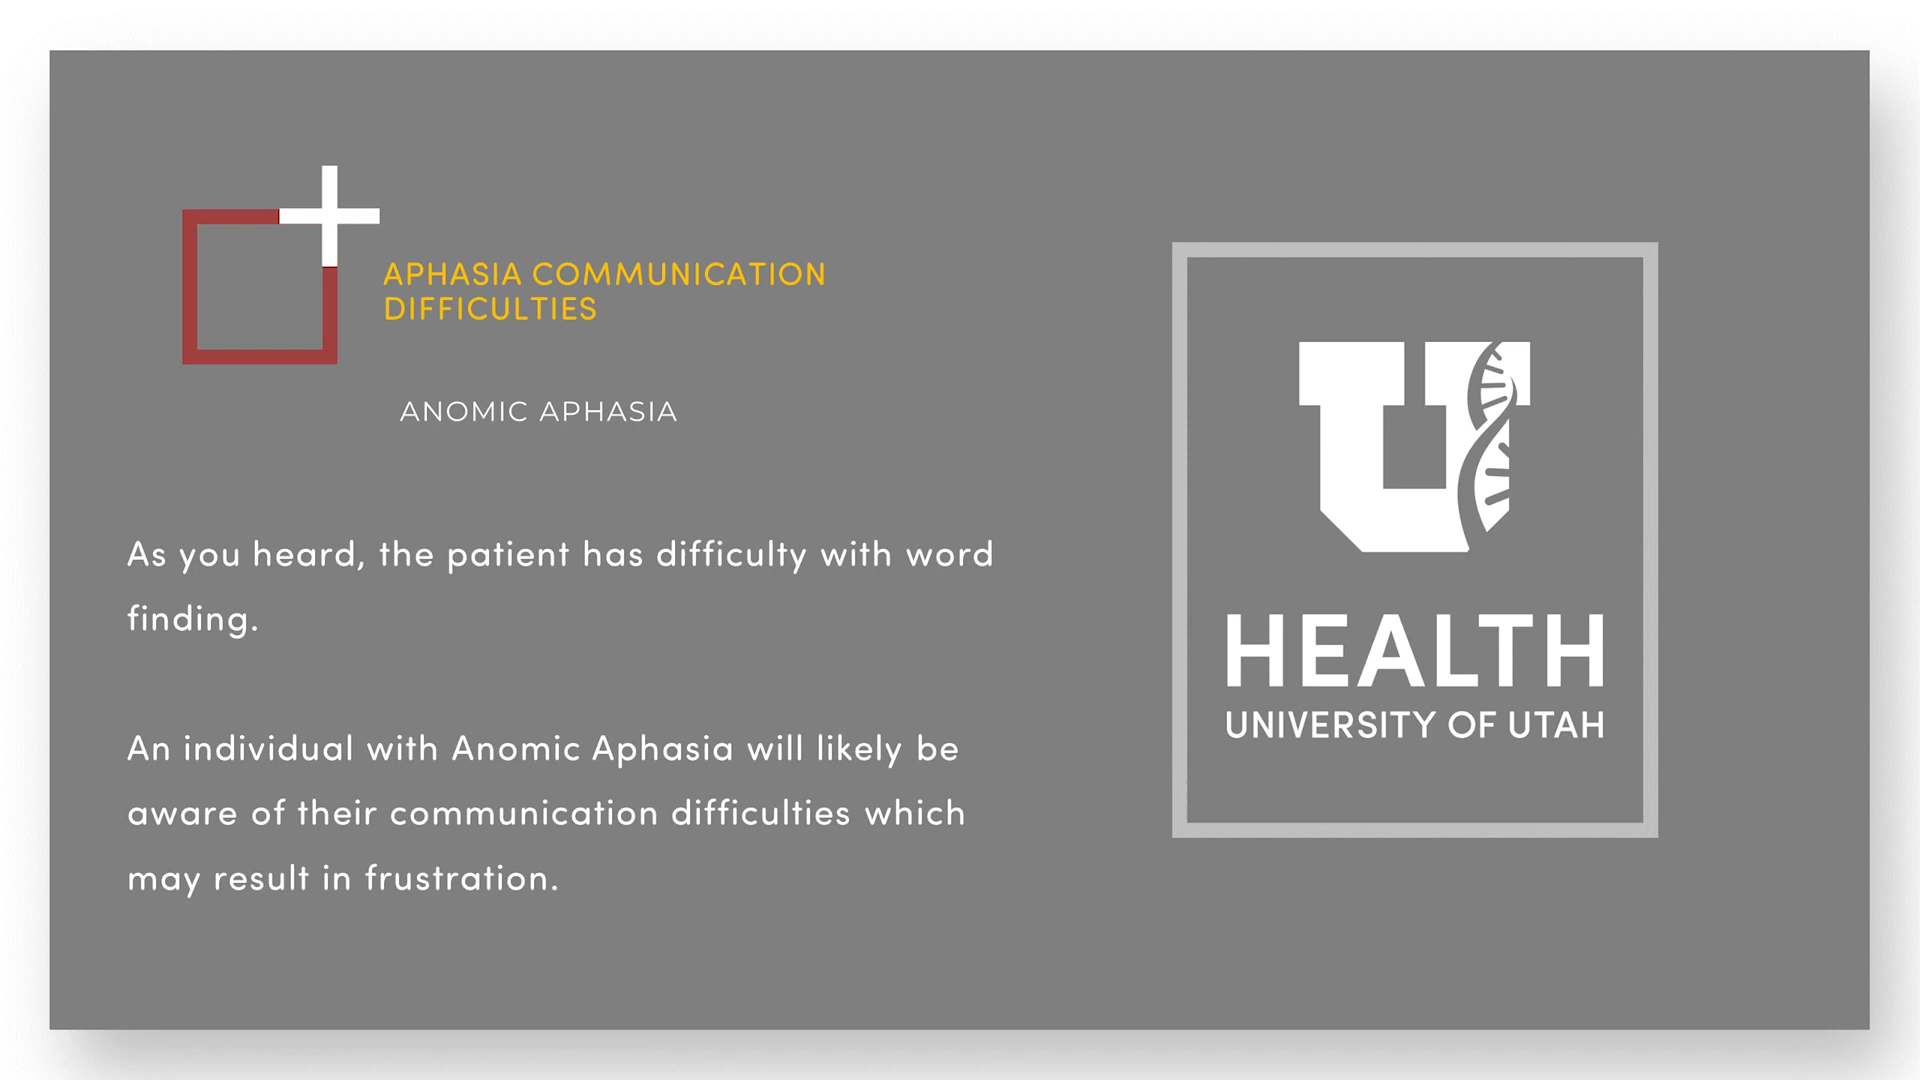 APHASIA COMMUNICATION
DIFFICULTIES
ANOMIC APHASIA
As you heard, the patient has difficulty with word
finding.
An individual with Anomic Aphasia will likely be
aware of their communication difficulties which
may result in frustration.
U
HEALTH
UNIVERSITY OF UTAH